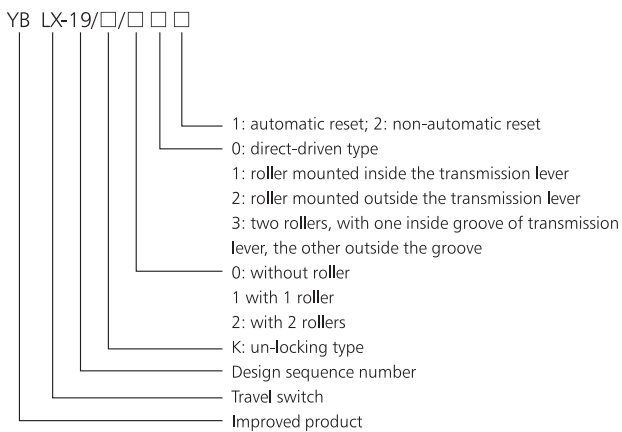 YB LX-19/□/□ □ □
1: automatic reset; 2: non-automatic reset
0: direct-driven type
1: roller mounted inside the transmission lever
2: roller mounted outside the transmission lever
3: two rollers, with one inside groove of transmission
lever, the other outside the groove
0: without roller
1 with 1 roller
2: with 2 rollers
K: un-locking type
Design sequence number
Travel switch
Improved product